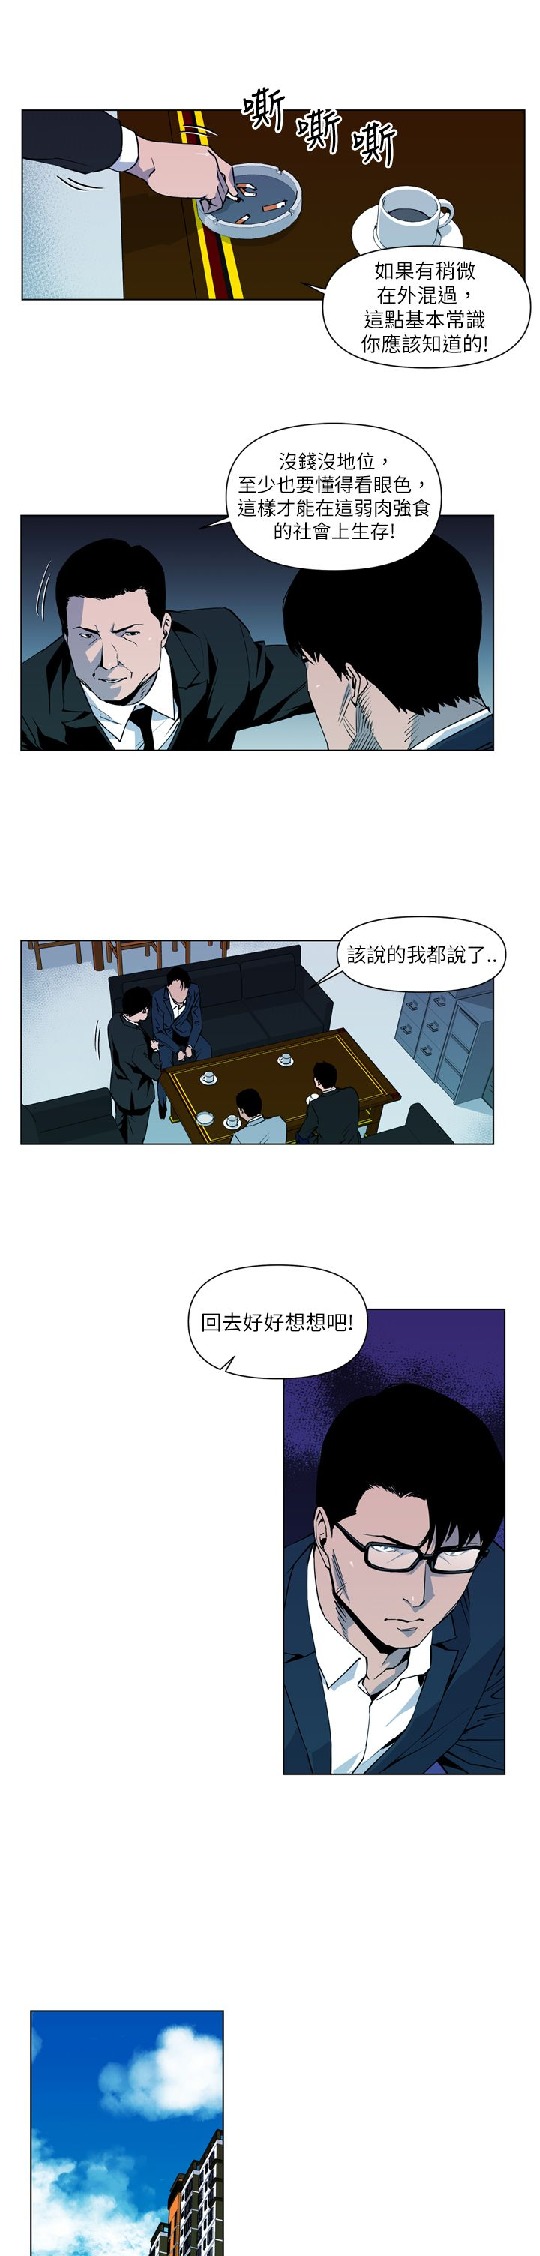 嘶 嘶 嘶
如果有稍微
在外混過，
這點基本常識
你應該知道的!
沒錢沒地位，
至少也要懂得看眼色，
這樣才能在這弱肉強食
的社會上生存!
該說的我都說了..
回去好好想想吧!